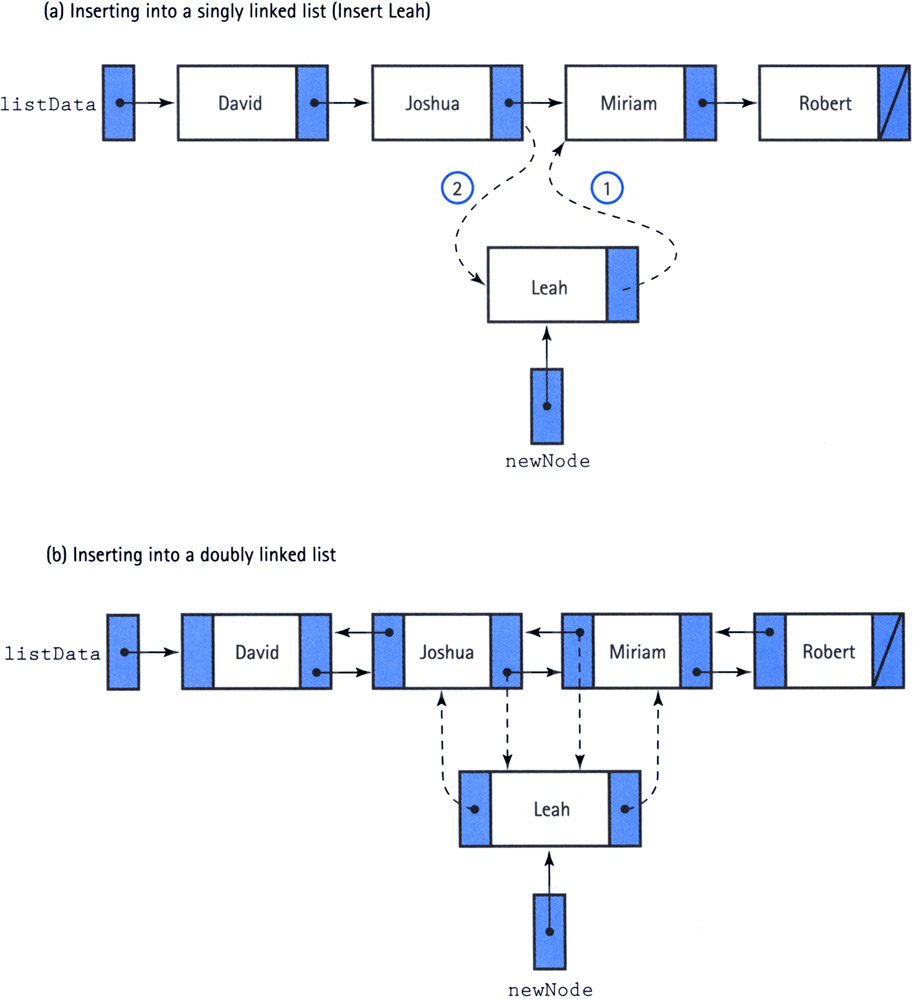 (a) Inserting into a singly linked list (Insert Leah)
listData
David
Joshua
Miriam
Robert
2
1
Leah
newNode
(b) Inserting into a doubly linked list
listData
David
Joshua
Miriam
Robert
Leah
newNode